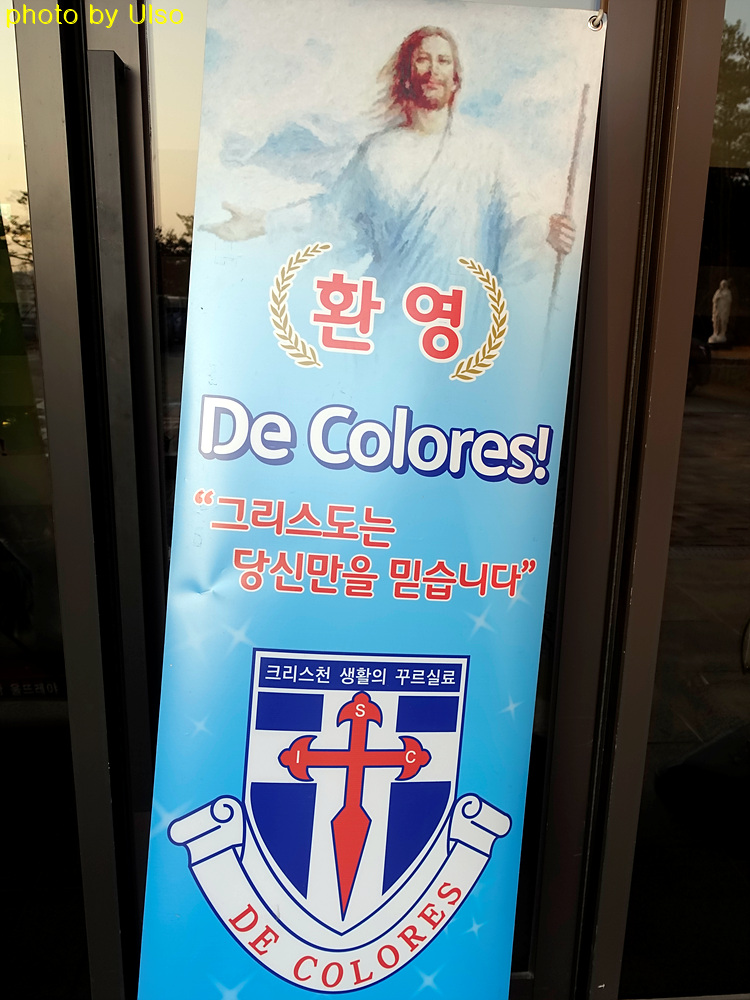 photo by Ulso
환영
De Colores!
“그리스도는
당신만을 믿습니다”
크리스천 생활의 꾸르실료
S
I C
DE COLORES